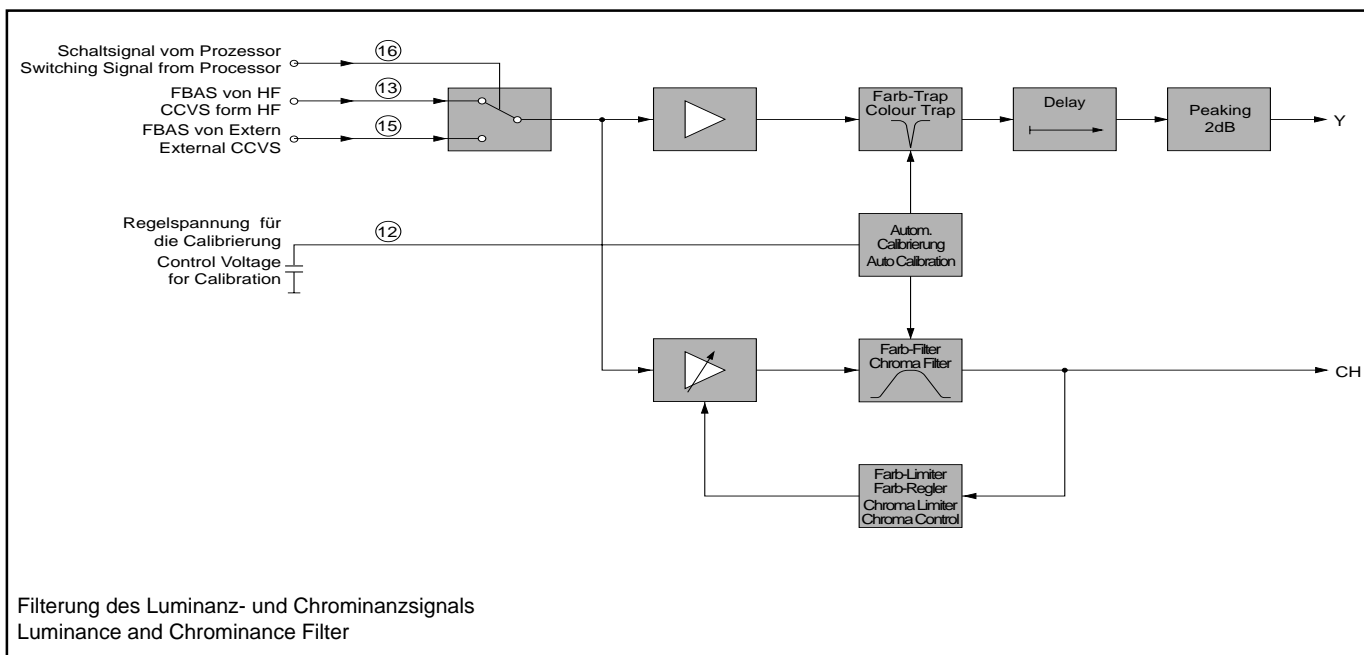 Schaltsignal vom Prozessor
Switching Signal from Processor
16
FBAS von HF
CCVS form HF
13
FBAS von Extern
External CCVS
15
Farb-Trap
Colour Trap
Delay
Peaking
2dB
Y
Regelspannung für
die Calibrierung
Control Voltage
for Calibration
12
Autom.
Calibrierung
Auto Calibration
Farb-Filter
Chroma Filter
CH
Farb-Limiter
Farb-Regler
Chroma Limiter
Chroma Control
Filterung des Luminanz- und Chrominanzsignals
Luminance and Chrominance Filter